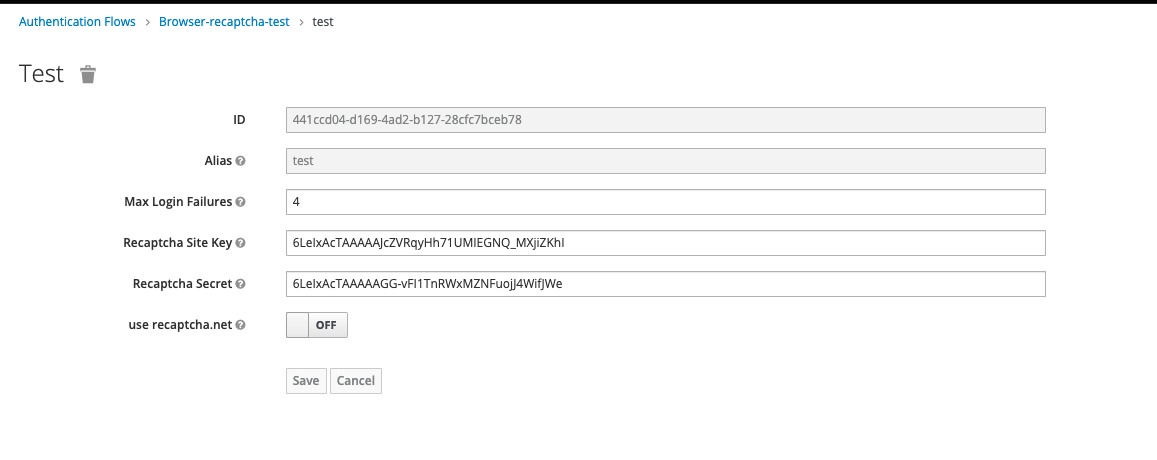 Authentication Flows > Browser-recaptcha-test > test
Test
ID 441ccd04-d169-4ad2-b127-28cfc7bceb78
Alias test
Max Login Failures 4
Recaptcha Site Key 6LeIxAcTAAAAAJcZVRqyHh71UMIEGNQ_MXjiZKhI
Recaptcha Secret 6LeIxAcTAAAAAGG-vFI1TnRWxMZNFuojJ4WifJWe
use recaptcha.net OFF
Save Cancel